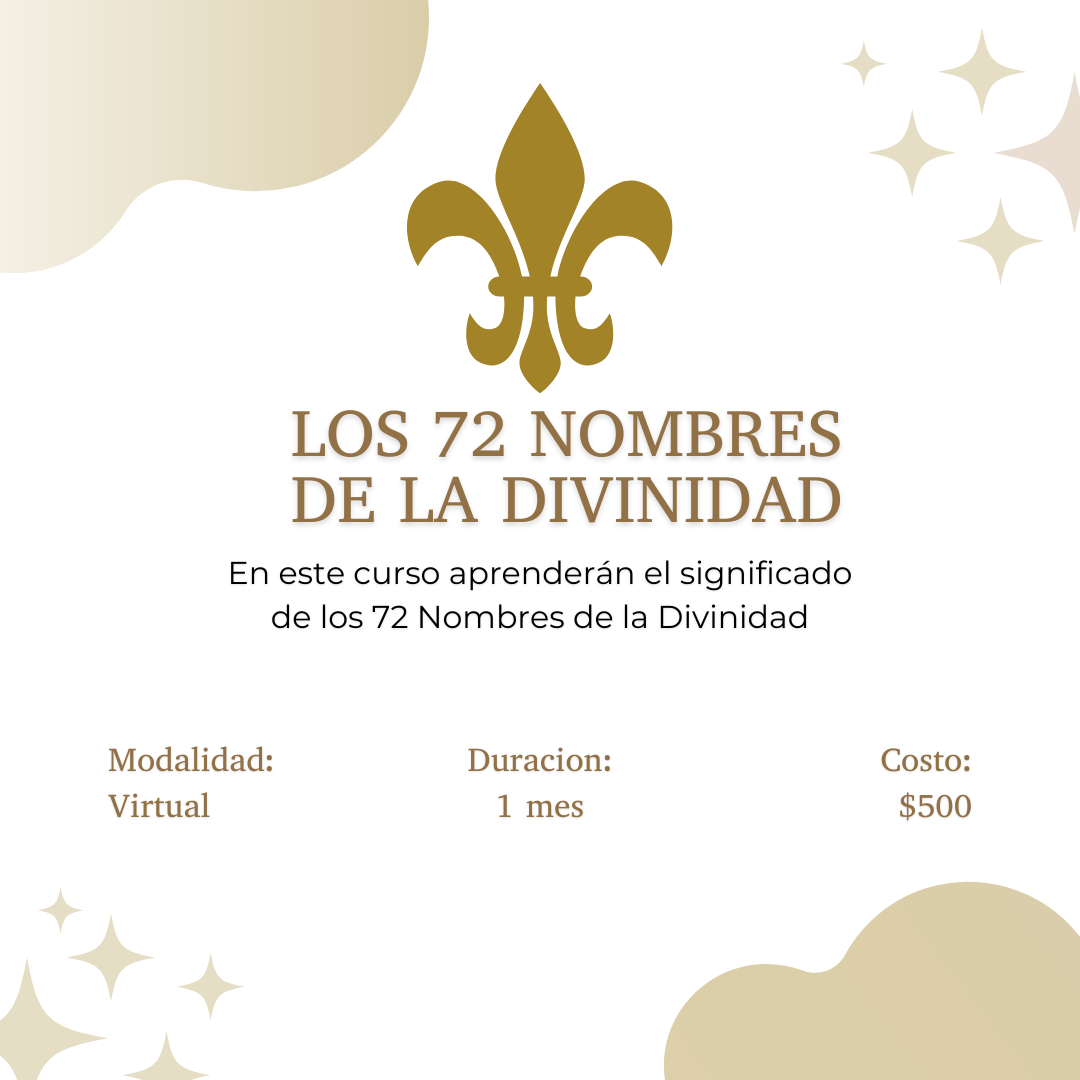 LOS 72 NOMBRES
DE LA DIVINIDAD
En este curso aprenderán el significado
de los 72 Nombres de la Divinidad
Modalidad:
Virtual
Duracion:
1 mes
Costo:
$500